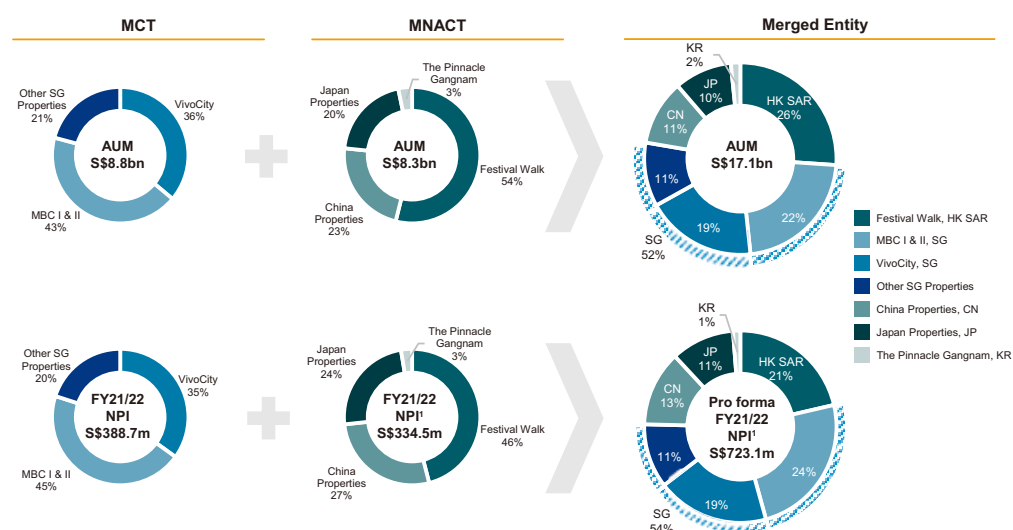 MCT
MNACT
Merged Entity
Other SG
Properties
21%
VivoCity
36%
AUM
S$8.8bn
MBC I & II
43%
The Pinnacle
Gangnam
3%
Japan
Properties
20%
AUM
S$8.3bn
Festival Walk
54%
China
Properties
23%
KR
2%
JP
10%
HK SAR
26%
CN
11%
AUM
S$17.1bn
11%
22%
19%
SG
52%
Festival Walk, HK SAR
MBC I & II, SG
VivoCity, SG
Other SG Properties
China Properties, CN
Japan Properties, JP
The Pinnacle Gangnam, KR
Other SG
Properties
20%
VivoCity
35%
FY21/22
NPI
S$388.7m
MBC I & II
45%
The Pinnacle
Gangnam
3%
Japan
Properties
24%
FY21/22
NPI¹
S$334.5m
Festival Walk
46%
China
Properties
27%
KR
1%
JP
11%
HK SAR
21%
CN
13%
Pro forma
FY21/22
NPI¹
S$723.1m
11%
24%
19%
SG
54%